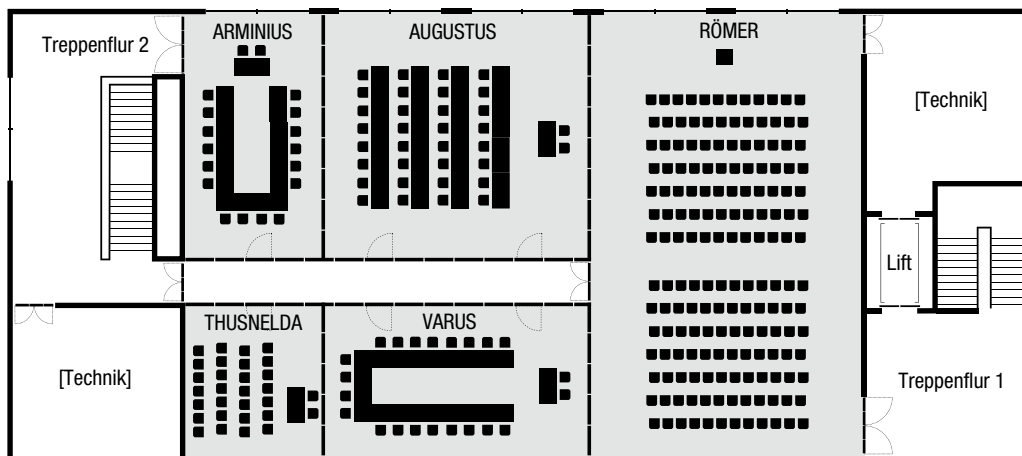 Treppenflur 2
ARMINIUS
AUGUSTUS
RÖMER
[Technik]
Lift
THUSNELDA
VARUS
[Technik]
Treppenflur 1